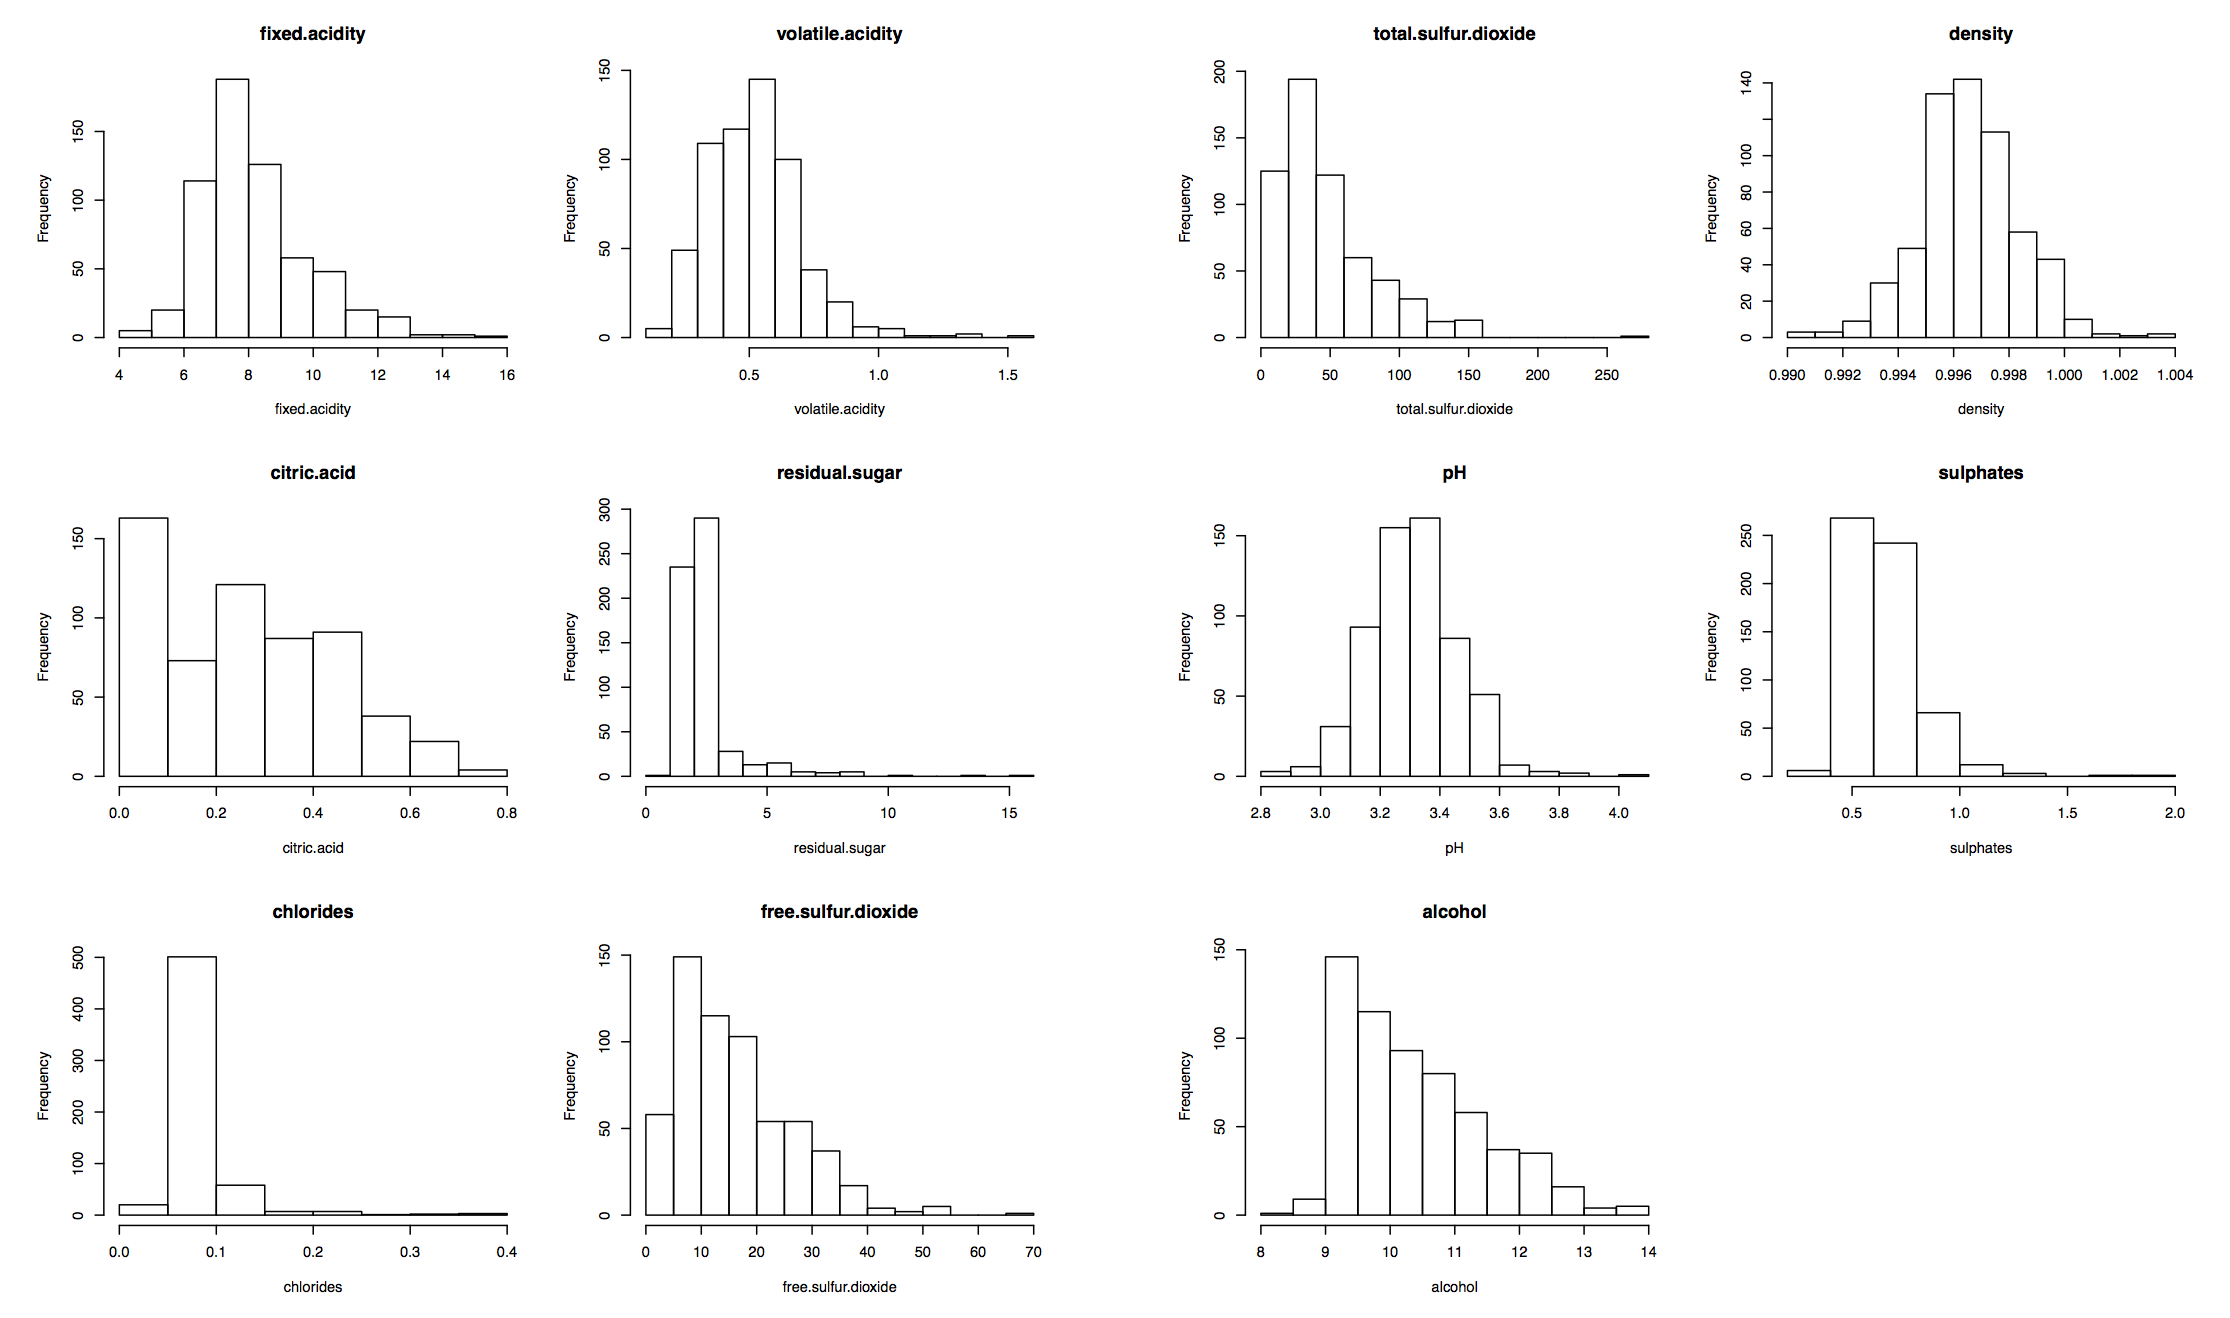 fixed.acidity
Frequency
0 50 100 150
4 6 8 10 12 14 16
fixed.acidity
volatile.acidity
Frequency
0 50 100 150
0.5 1.0 1.5
volatile.acidity
total.sulfur.dioxide
Frequency
0 50 100 150 200
0 50 100 150 200 250
total.sulfur.dioxide
density
Frequency
0 20 40 60 80 100 140
0.990 0.992 0.994 0.996 0.998 1.000 1.002 1.004
density
citric.acid
Frequency
0 50 100 150
0.0 0.2 0.4 0.6 0.8
citric.acid
residual.sugar
Frequency
0 50 100 150 200 250 300
0 5 10 15
residual.sugar
pH
Frequency
0 50 100 150
2.8 3.0 3.2 3.4 3.6 3.8 4.0
pH
sulphates
Frequency
0 50 100 150 200 250
0.5 1.0 1.5 2.0
sulphates
chlorides
Frequency
0 100 200 300 400 500
0.0 0.1 0.2 0.3 0.4
chlorides
free.sulfur.dioxide
Frequency
0 50 100 150
0 10 20 30 40 50 60 70
free.sulfur.dioxide
alcohol
Frequency
0 50 100 150
8 9 10 11 12 13 14
alcohol